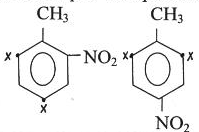 CH₃ CH₃
x NO₂ x x
x NO₂